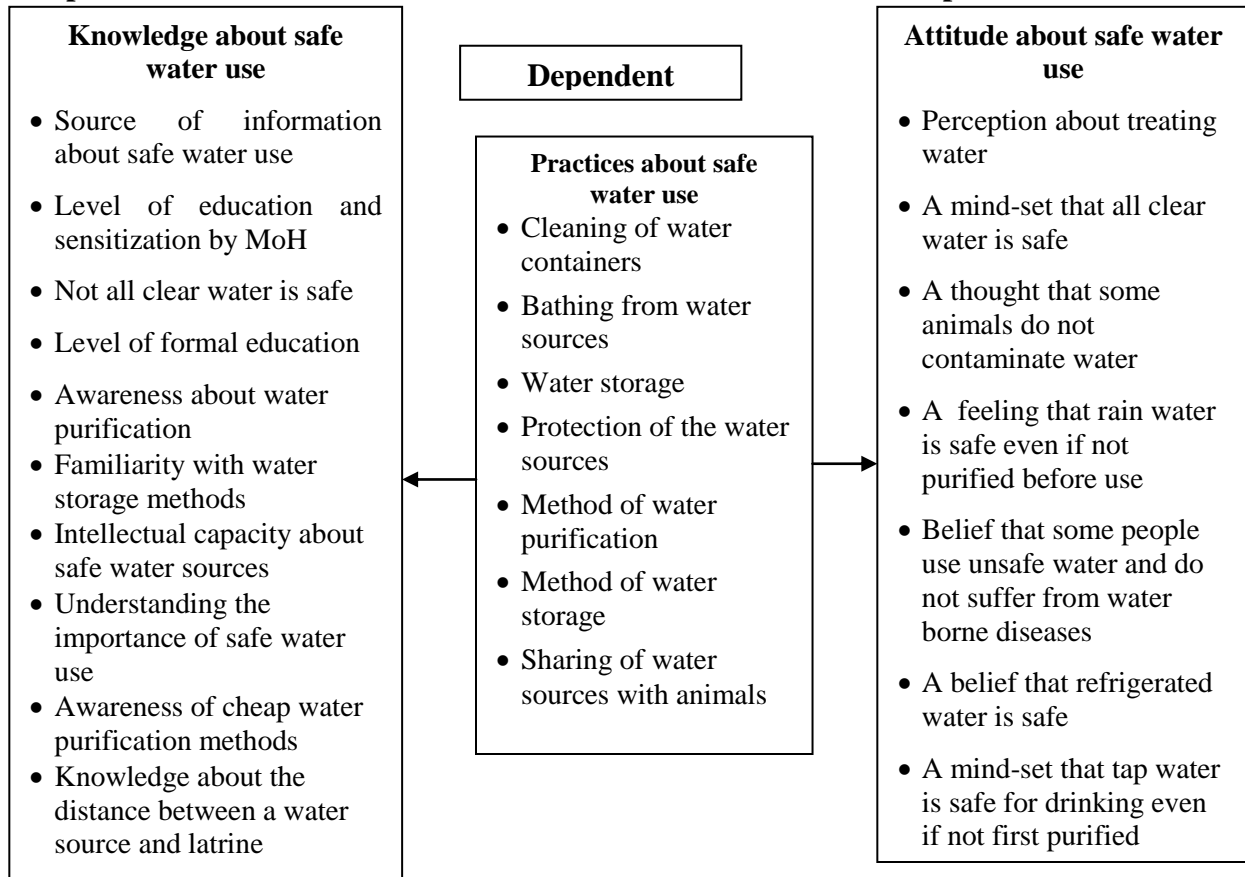 Knowledge about safe
water use
• Source of information
about safe water use
• Level of education and
sensitization by MoH
• Not all clear water is safe
• Level of formal education
• Awareness about water
purification
• Familiarity with water
storage methods
• Intellectual capacity about
safe water sources
• Understanding the
importance of safe water
use
• Awareness of cheap water
purification methods
• Knowledge about the
distance between a water
source and latrine
Dependent
Practices about safe
water use
• Cleaning of water
containers
• Bathing from water
sources
• Water storage
• Protection of the water
sources
• Method of water
purification
• Method of water
storage
• Sharing of water
sources with animals
Attitude about safe water
use
• Perception about treating
water
• A mind-set that all clear
water is safe
• A thought that some
animals do not
contaminate water
• A feeling that rain water
is safe even if not
purified before use
• Belief that some people
use unsafe water and do
not suffer from water
borne diseases
• A belief that refrigerated
water is safe
• A mind-set that tap water
is safe for drinking even
if not first purified